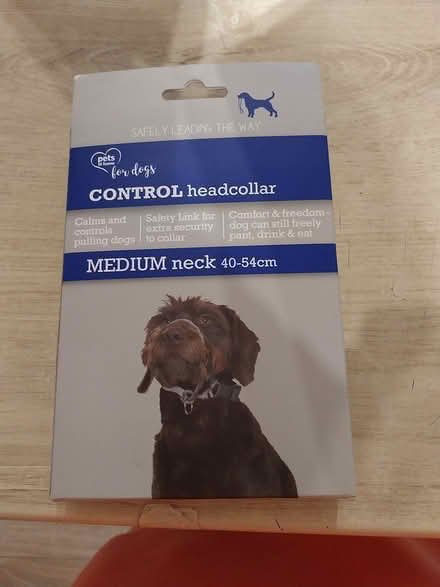 SAFELY LEADING THE WAY
pets
at home
for dogs
CONTROL headcollar
Calms and
controls
pulling dogs
Safety Link for
extra security
to collar
Comfort & freedom -
dog can still freely
pant, drink & eat
MEDIUM neck 40-54cm